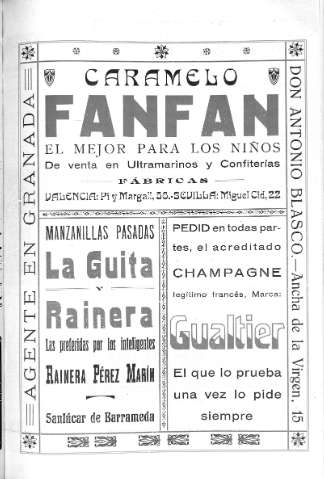 CARAMELO
FANFAN
EL MEJOR PARA LOS NIÑOS
De venta en Ultramarinos y Confiterías
FÁBRICAS
VALENCIA: Pi y Margall, 58.-SEVILLA: Miguel Cid, 22
MANZANILLAS PASADAS
La Guita
Y
Rainera
Las preferidas por los inteligentes
RAINERA PÉREZ MARÍN
Sanlúcar de Barrameda
PEDID en todas par-
tes, el acreditado
CHAMPAGNE
legítimo francés, Marca:
Gualtier
El que lo prueba
una vez lo pide
siempre
AGENTE EN GRANADA
DON ANTONIO BLASCO.-Ancha de la Virgen, 15